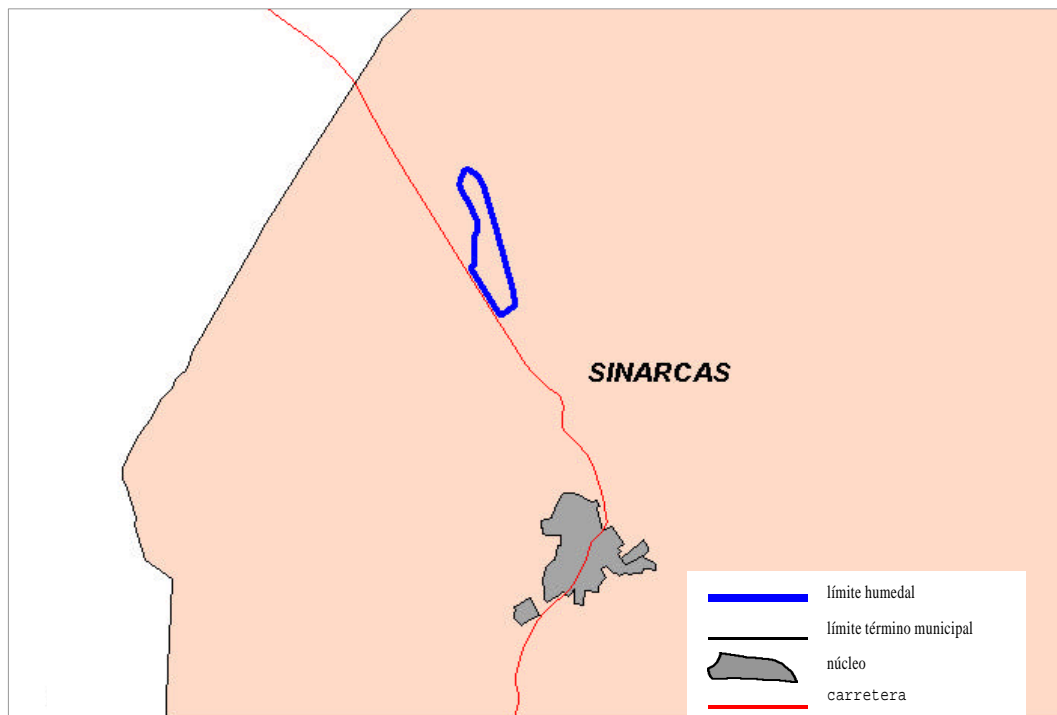 SINARCAS
límite humedal
límite término municipal
núcleo
carretera